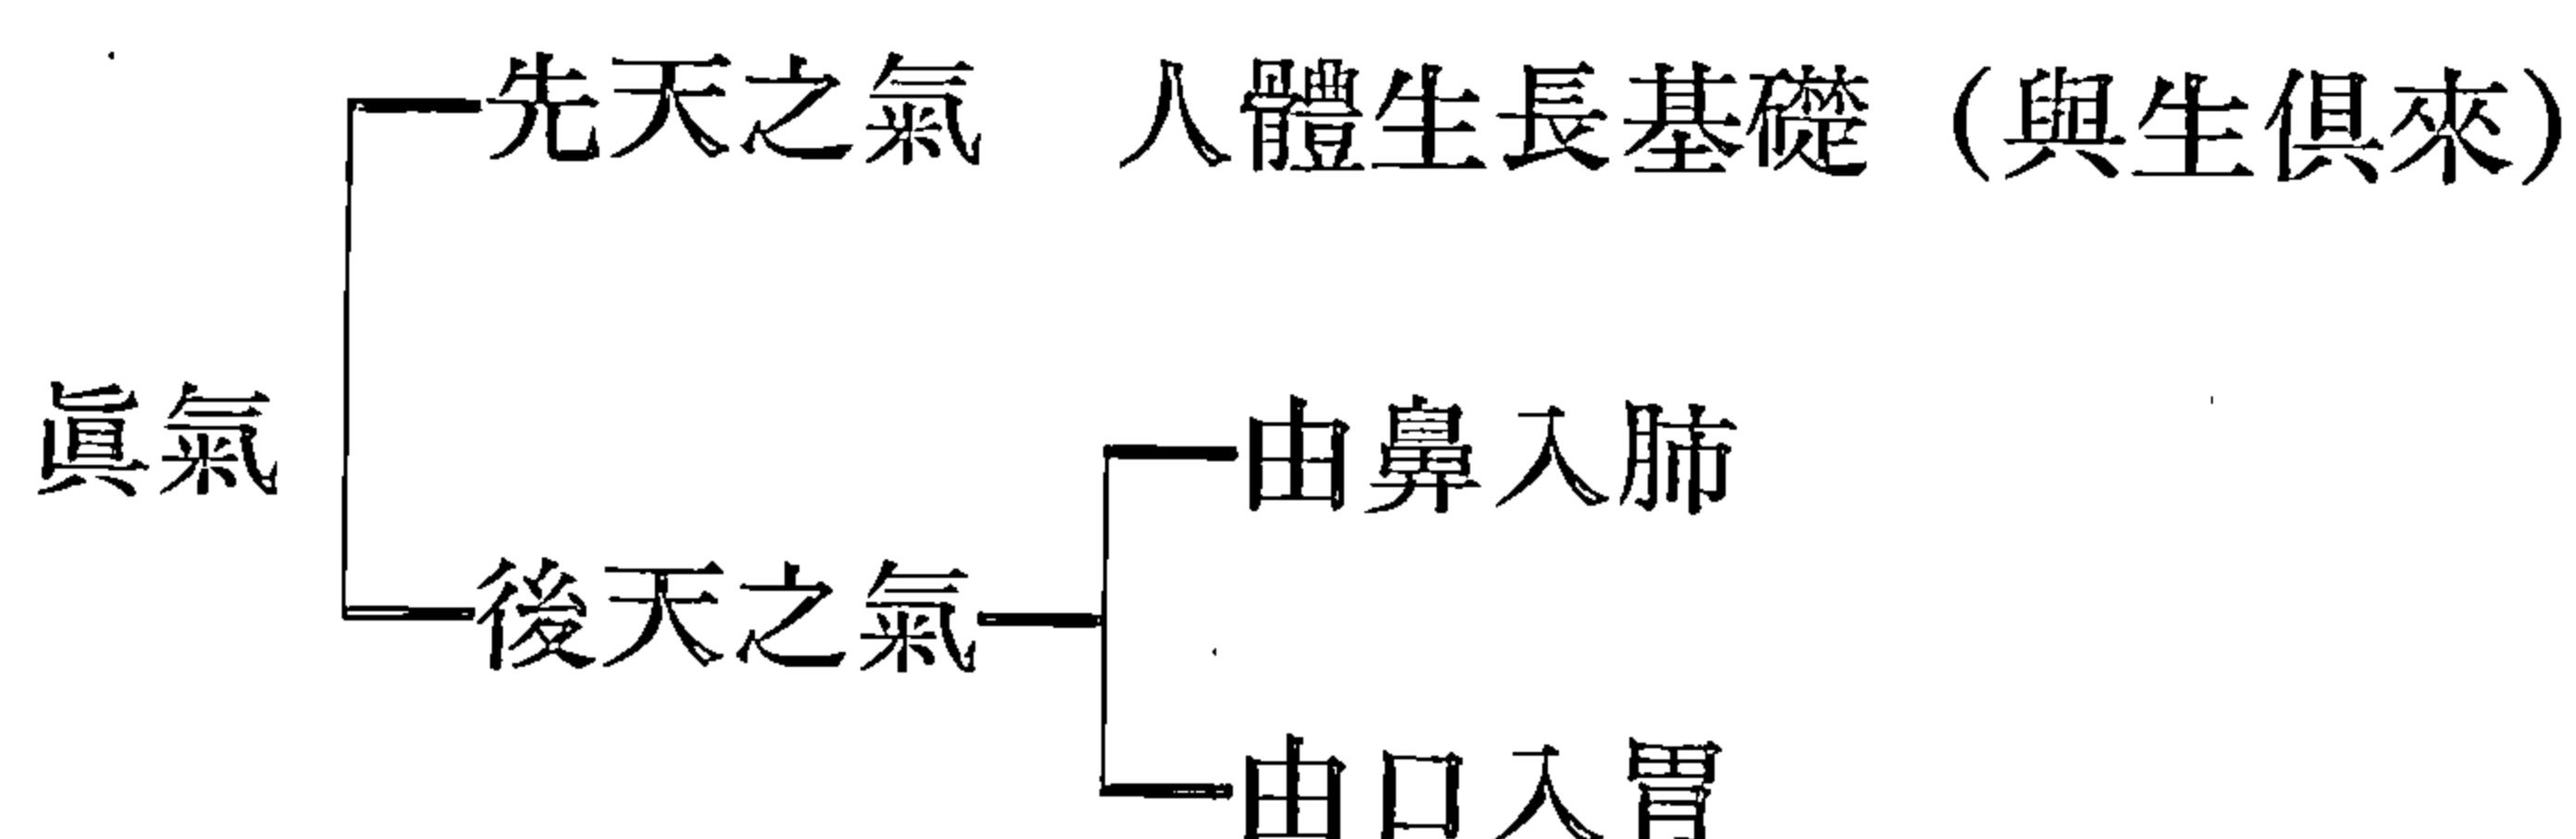 先天之氣　人體生長基礎（與生俱來）
眞氣
由鼻入肺
後天之氣
由口入胃